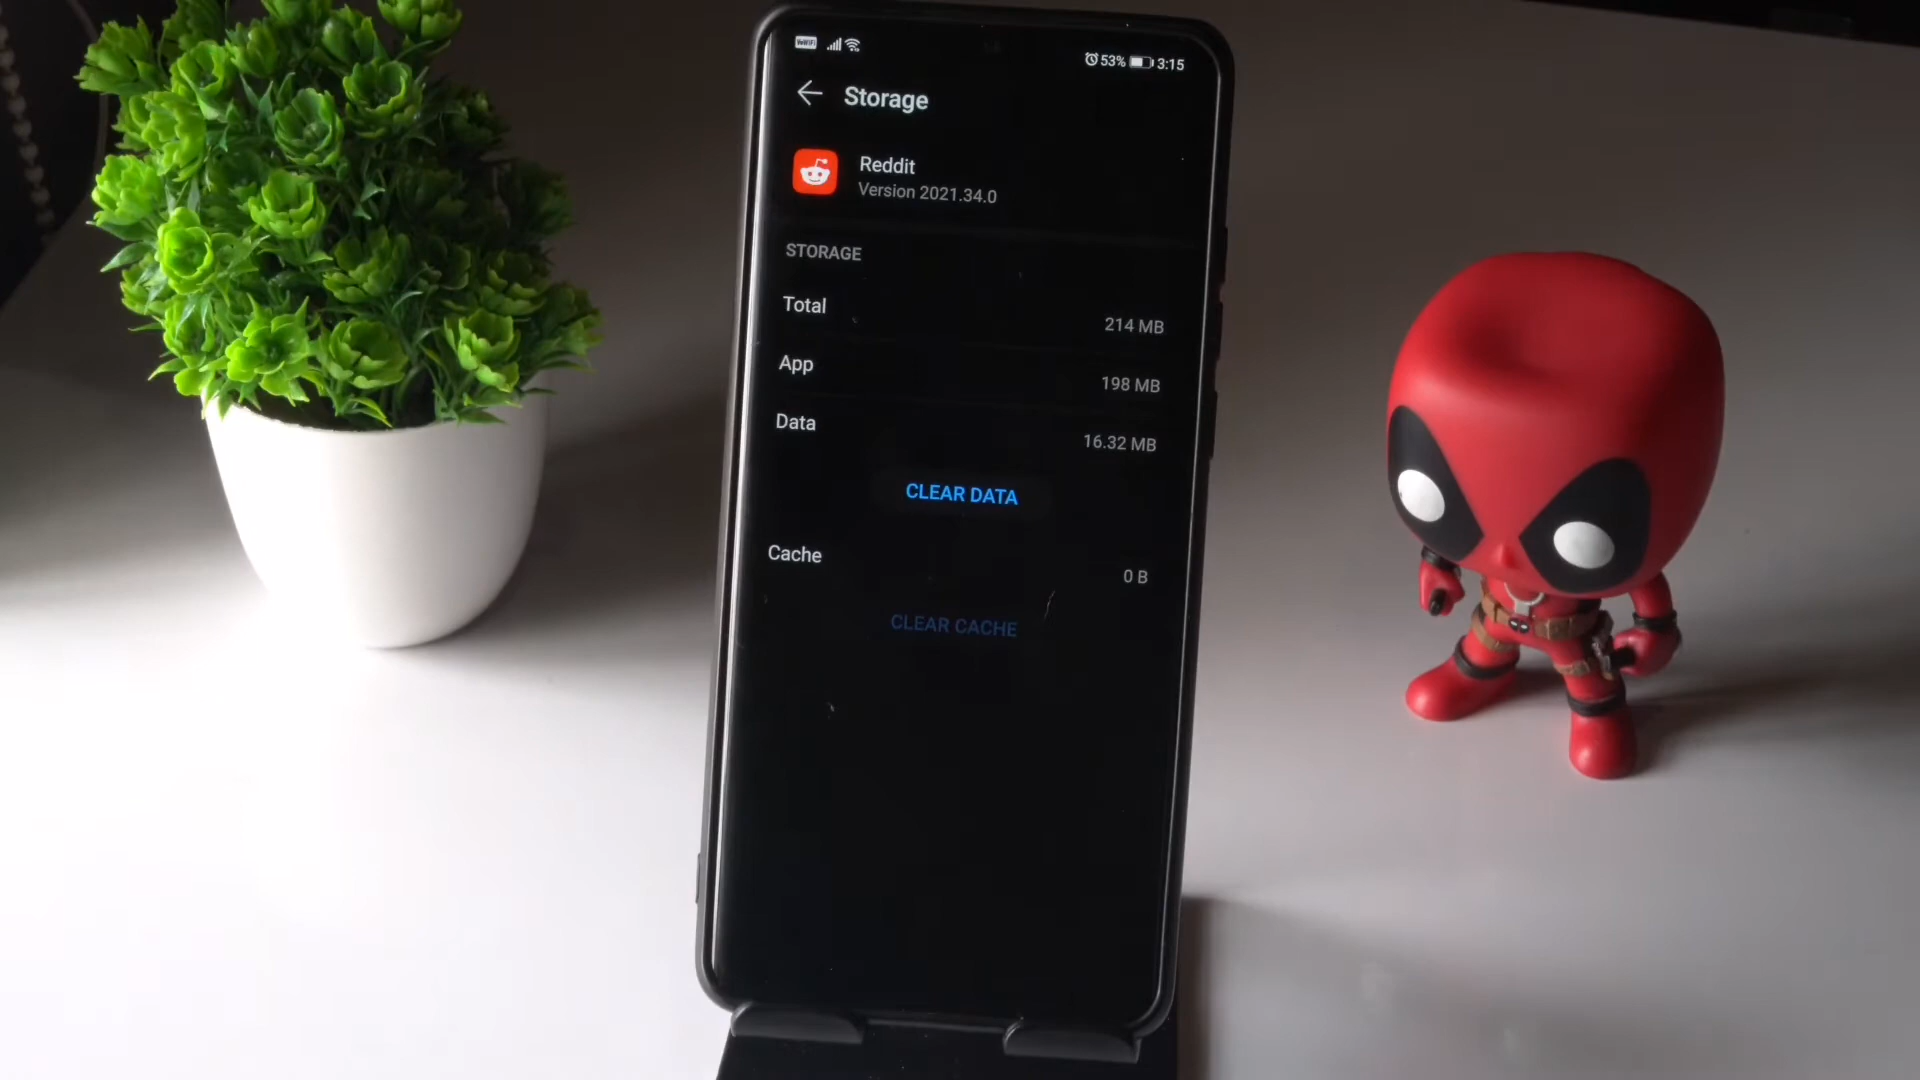 VoWiFi 53% 3:15
Storage
Reddit
Version 2021.34.0
STORAGE
Total 214 MB
App 198 MB
Data 16.32 MB
CLEAR DATA
Cache 0 B
CLEAR CACHE